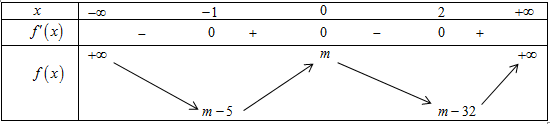 x −∞ −1 0 2 +∞
f′(x) − 0 + 0 − 0 +
+∞ m +∞
f(x)
m−5 m−32